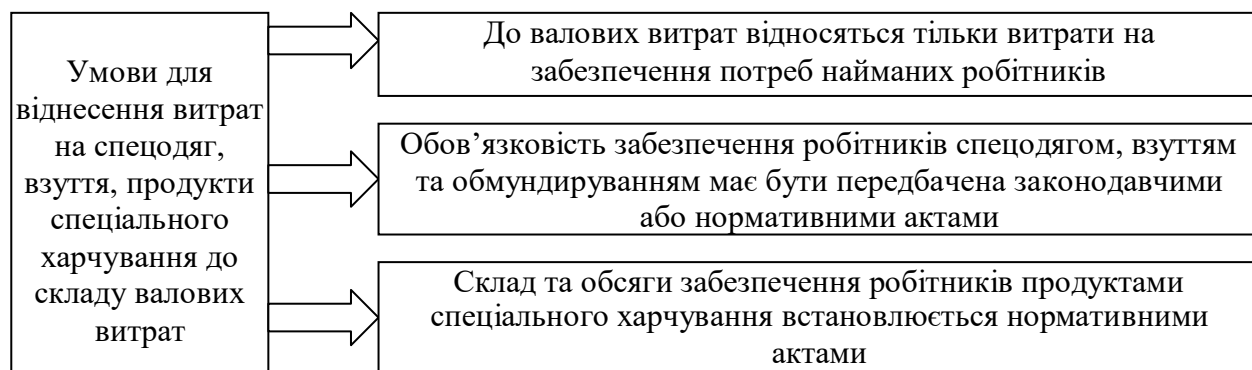 Умови для
віднесення витрат
на спецодяг,
взуття, продукти
спеціального
харчування до
складу валових
витрат
До валових витрат відносяться тільки витрати на
забезпечення потреб найманих робітників
Обов’язковість забезпечення робітників спецодягом, взуттям
та обмундируванням має бути передбачена законодавчими
або нормативними актами
Склад та обсяги забезпечення робітників продуктами
спеціального харчування встановлюється нормативними
актами